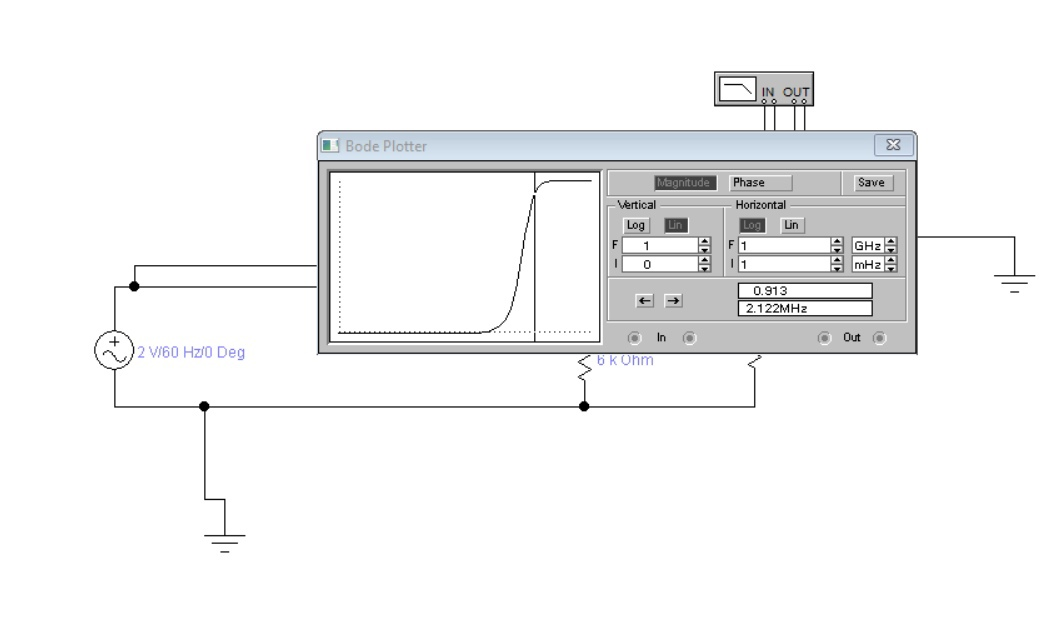 IN OUT
Bode Plotter
Magnitude Phase Save
Vertical Horizontal
Log Lin Log Lin
F 1 F 1 GHz
I 0 I 1 mHz
← →
0.913
2.122MHz
In Out
2 V/60 Hz/0 Deg
6 k Ohm